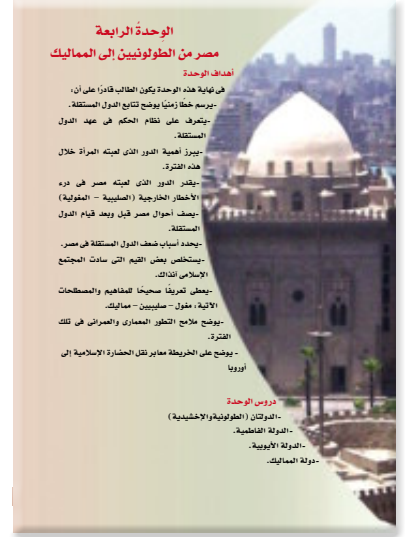 الوحدة الرابعة
مصر من الطولونيين إلى المماليك
أهداف الوحدة
فى نهاية هذه الوحدة يكون الطالب قادرًا على أن:
-يرسم خطا زمنيًا يوضح تتابع الدول المستقلة.
-يتعرف على نظام الحكم فى عهد الدول
المستقلة.
-يبرز أهمية الدور الذى لعبته المرأة خلال
هذه الفترة.
-يقدر الدور الذى لعبته مصر فى درء
الأخطار الخارجية (الصليبية - المغولية)
-يصف أحوال مصر قبل وبعد قيام الدول
المستقلة.
-يحدد أسباب ضعف الدول المستقلة فى مصر.
-يستخلص بعض القيم التى سادت المجتمع
الإسلامى آنذاك.
-يعطى تعريفًا صحيحًا للمفاهيم والمصطلحات
الآتية: مغول - صليبيين - مماليك.
-يوضح ملامح التطور المعمارى والعمرانى فى تلك
الفترة.
- يوضح على الخريطة معابر نقل الحضارة الإسلامية إلى
أوروبا
دروس الوحدة
-الدولتان (الطولونية والإخشيدية)
-الدولة الفاطمية.
-الدولة الأيوبية.
-دولة المماليك.